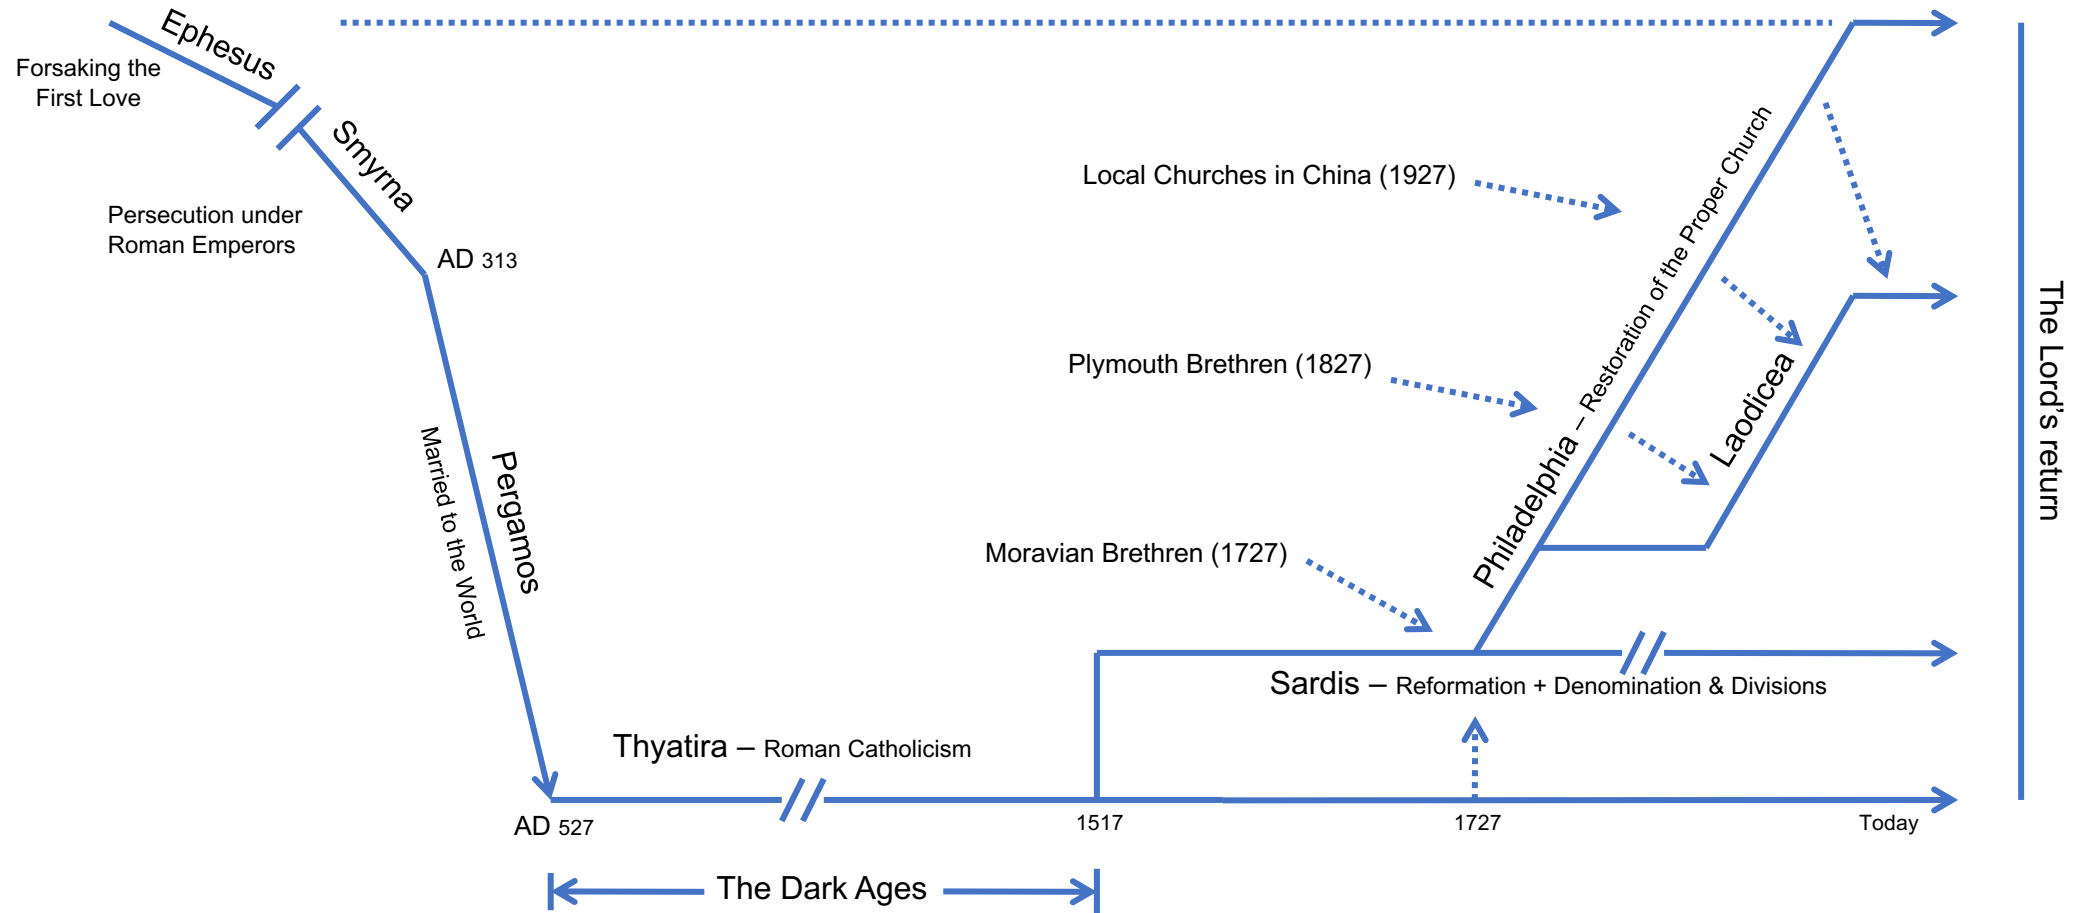 Ephesus
Forsaking the
First Love
Smyrna
Persecution under
Roman Emperors
AD 313
Married to the World
Pergamos
Local Churches in China (1927)
Plymouth Brethren (1827)
Moravian Brethren (1727)
Philadelphia – Restoration of the Proper Church
Laodicea
The Lord’s return
Sardis – Reformation + Denomination & Divisions
Thyatira – Roman Catholicism
AD 527
1517
1727
Today
The Dark Ages